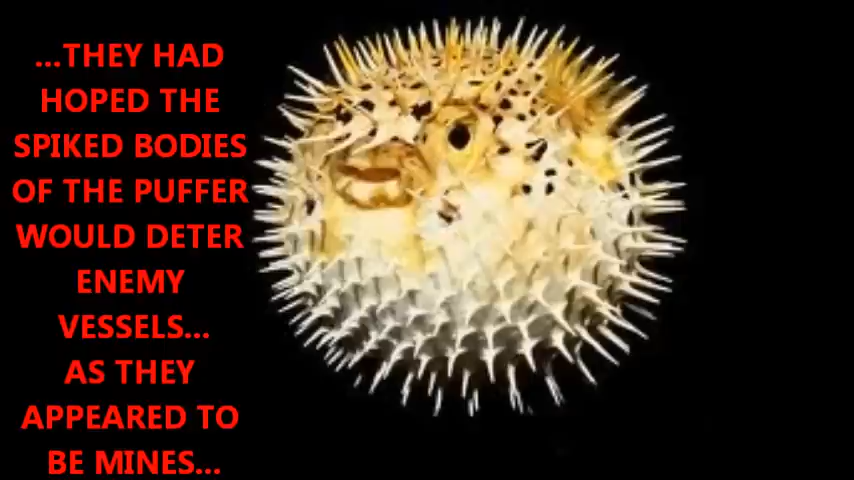 ...THEY HAD
HOPED THE
SPIKED BODIES
OF THE PUFFER
WOULD DETER
ENEMY
VESSELS...
AS THEY
APPEARED TO
BE MINES...